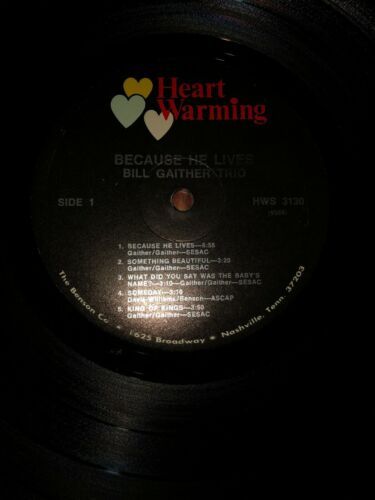 Heart
Warming
BECAUSE HE LIVES
BILL GAITHER TRIO
SIDE 1
HWS 3130
1. BECAUSE HE LIVES—5:55
Gaither/Gaither—SESAC
2. SOMETHING BEAUTIFUL—3:25
Gaither/Gaither—SESAC
3. WHAT DID YOU SAY WAS THE BABY'S
NAME?—3:10—Gaither/Gaither—SESAC
4. SOMEDAY—3:10
Davis-Williams/Benson—ASCAP
5. KING OF KINGS—3:50
Gaither/Gaither—SESAC
The Benson Co. • 1625 Broadway • Nashville, Tenn. 37203